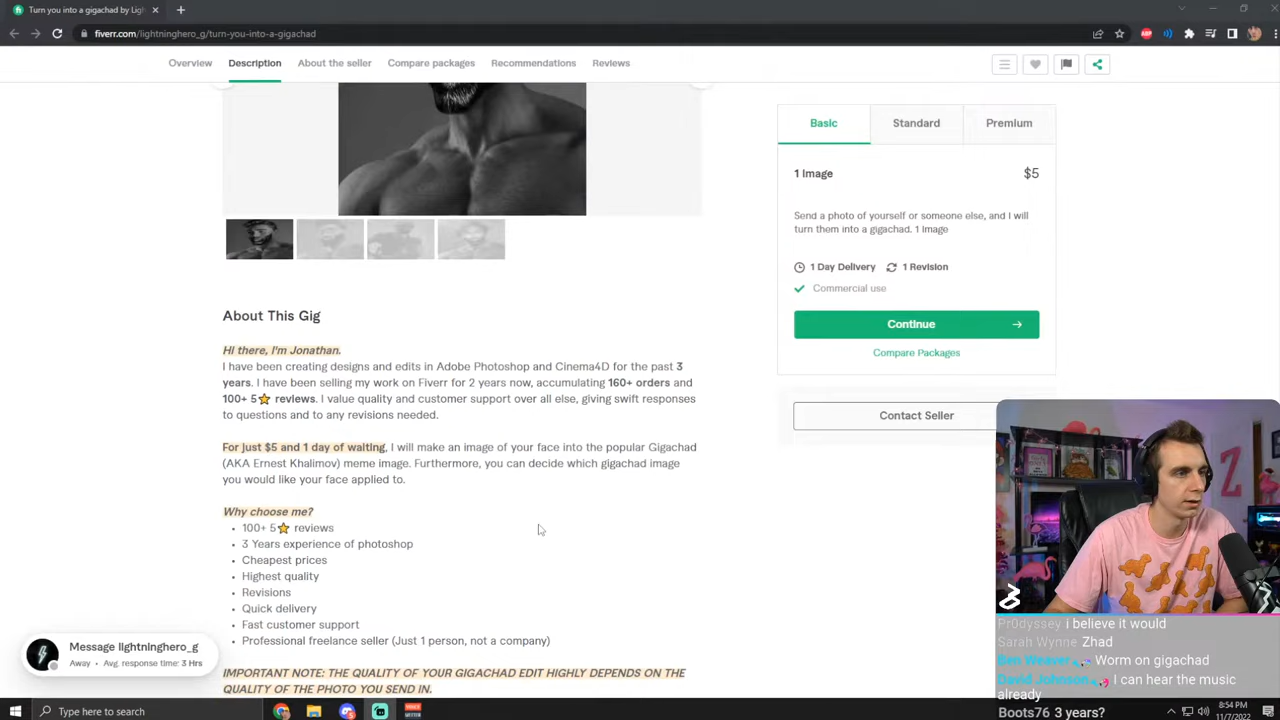 Turn you into a gigachad by Ligh
fiverr.com/lightninghero_g/turn-you-into-a-gigachad
Overview
Description
About the seller
Compare packages
Recommendations
Reviews
Basic
Standard
Premium
1 Image
$5
Send a photo of yourself or someone else, and I will
turn them into a gigachad. 1 Image
1 Day Delivery
1 Revision
Commercial use
Continue
Compare Packages
Contact Seller
About This Gig
Hi there, I'm Jonathan.
I have been creating designs and edits in Adobe Photoshop and Cinema4D for the past 3
years. I have been selling my work on Fiverr for 2 years now, accumulating 160+ orders and
100+ 5⭐ reviews. I value quality and customer support over all else, giving swift responses
to questions and to any revisions needed.
For just $5 and 1 day of waiting, I will make an image of your face into the popular Gigachad
(AKA Ernest Khalimov) meme image. Furthermore, you can decide which gigachad image
you would like your face applied to.
Why choose me?
• 100+ 5⭐ reviews
• 3 Years experience of photoshop
• Cheapest prices
• Highest quality
• Revisions
• Quick delivery
• Fast customer support
• Professional freelance seller (Just 1 person, not a company)
IMPORTANT NOTE: THE QUALITY OF YOUR GIGACHAD EDIT HIGHLY DEPENDS ON THE
QUALITY OF THE PHOTO YOU SEND IN.
Message lightninghero_g
Away • Avg. response time: 3 Hrs
Pr0dyssey i believe it would
Sarah Wynne Zhad
Ben Weaver Worm on gigachad
David Johnson I can hear the music
already
Boots76 3 years?
Type here to search
8:54 PM
11/7/2022